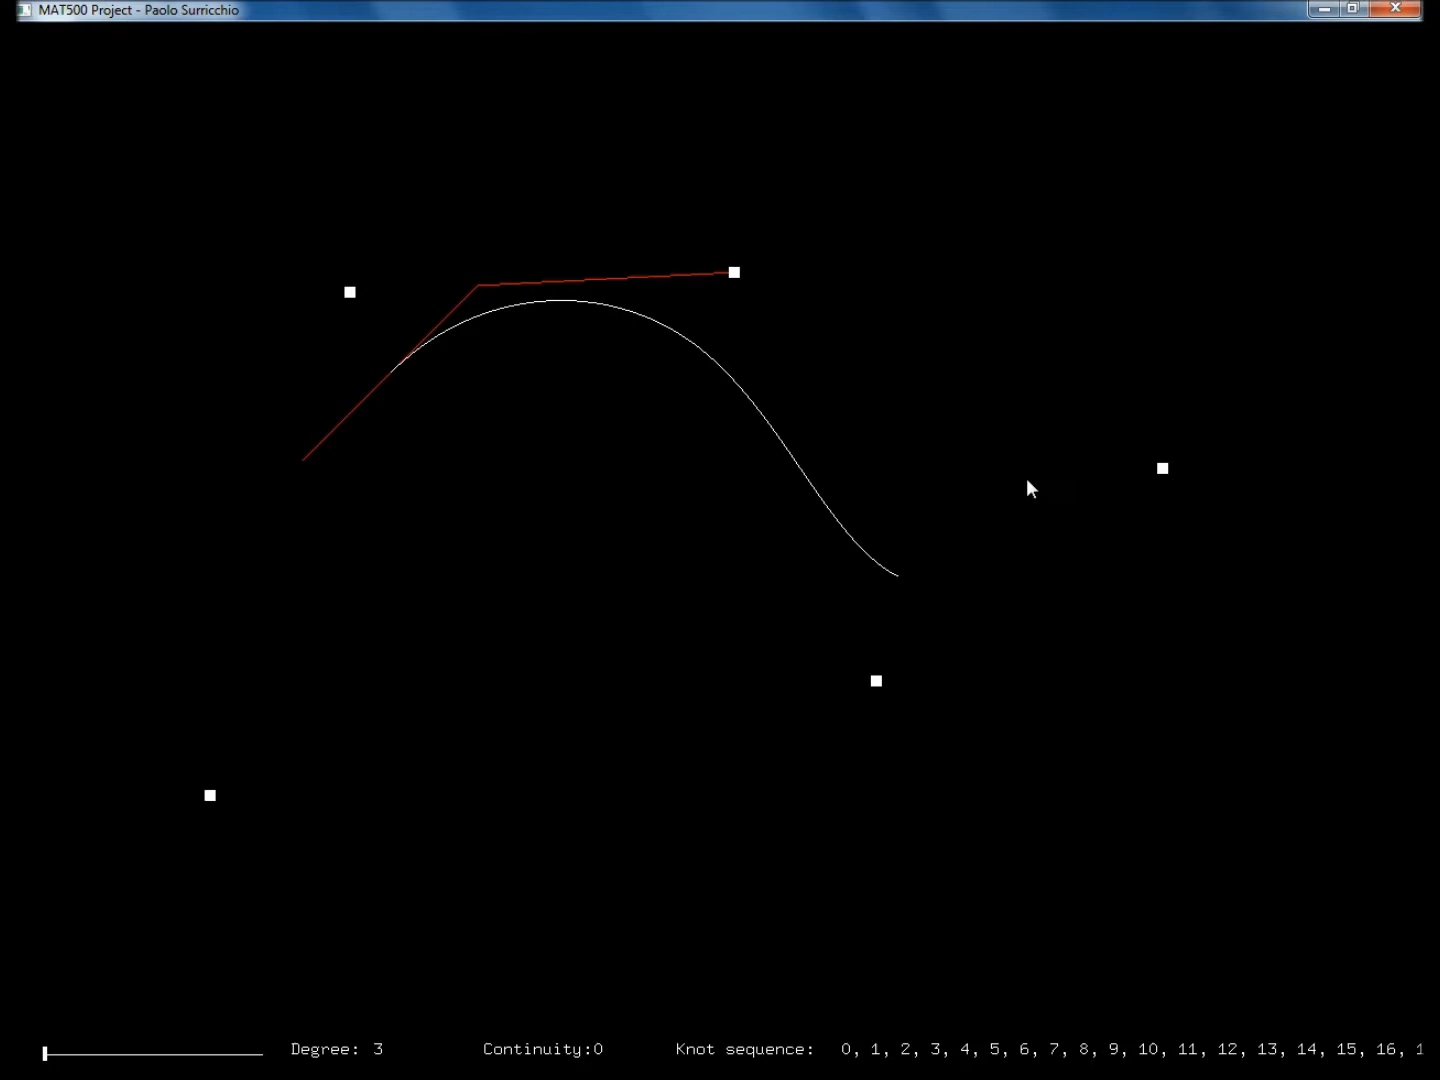 MAT500 Project - Paolo Surricchio
Degree: 3 Continuity:0 Knot sequence: 0, 1, 2, 3, 4, 5, 6, 7, 8, 9, 10, 11, 12, 13, 14, 15, 16, 1